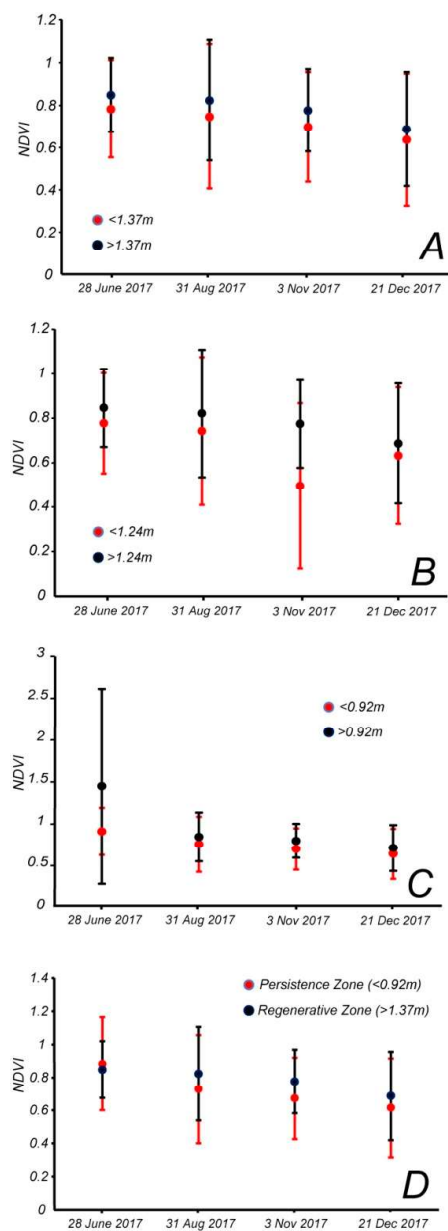 1.2
1
0.8
0.6
0.4
0.2
0
NDVI
<1.37m
>1.37m
A
28 June 2017
31 Aug 2017
3 Nov 2017
21 Dec 2017
1.2
1
0.8
0.6
0.4
0.2
0
NDVI
<1.24m
>1.24m
B
28 June 2017
31 Aug 2017
3 Nov 2017
21 Dec 2017
3
2.5
2
1.5
1
0.5
0
NDVI
<0.92m
>0.92m
C
28 June 2017
31 Aug 2017
3 Nov 2017
21 Dec 2017
1.4
1.2
1
0.8
0.6
0.4
0.2
0
NDVI
Persistence Zone (<0.92m)
Regenerative Zone (>1.37m)
D
28 June 2017
31 Aug 2017
3 Nov 2017
21 Dec 2017